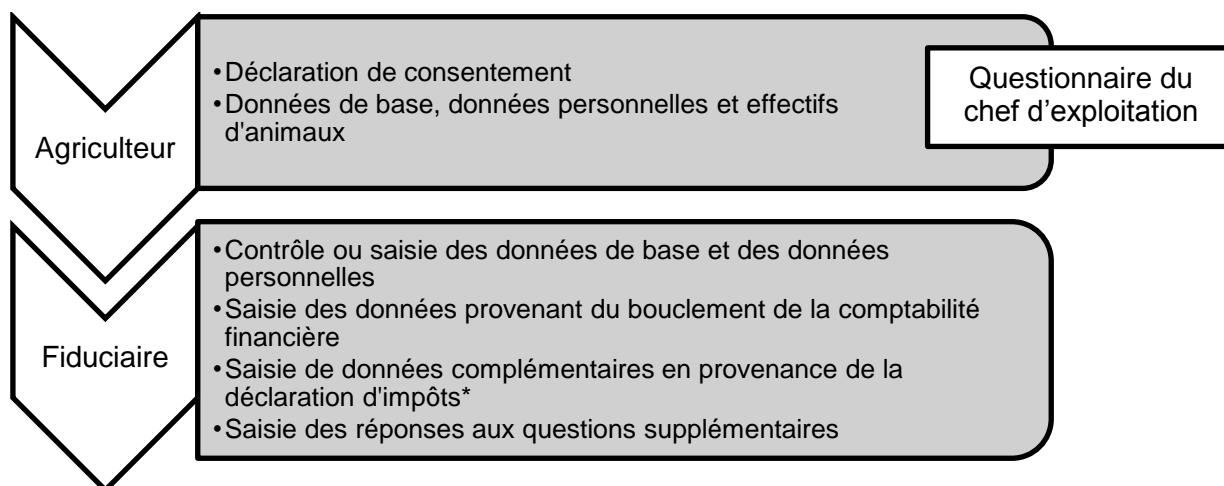 Agriculteur
•Déclaration de consentement
•Données de base, données personnelles et effectifs
d'animaux
Questionnaire du
chef d’exploitation
Fiduciaire
•Contrôle ou saisie des données de base et des données
personnelles
•Saisie des données provenant du bouclement de la comptabilité
financière
•Saisie de données complémentaires en provenance de la
déclaration d'impôts*
•Saisie des réponses aux questions supplémentaires